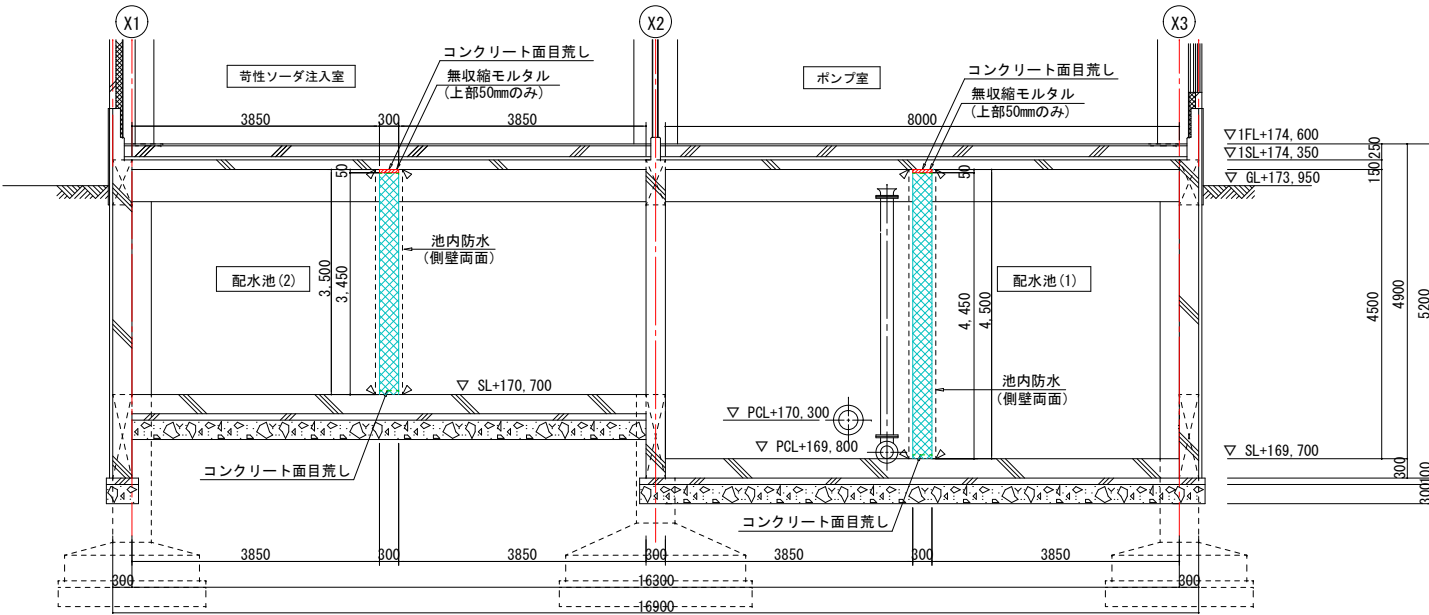 X1
X2
X3
苛性ソーダ注入室
コンクリート面目荒し
無収縮モルタル
(上部50mmのみ)
ポンプ室
コンクリート面目荒し
無収縮モルタル
(上部50mmのみ)
3850
300
3850
8000
▽1FL+174,600
▽1SL+174,350
▽ GL+173,950
250
150
50
50
池内防水
(側壁両面)
配水池(2)
3,500
3,450
配水池(1)
4,450
4,500
4500
4900
5200
▽ SL+170,700
池内防水
(側壁両面)
▽ PCL+170,300
▽ PCL+169,800
▽ SL+169,700
コンクリート面目荒し
300
100
300
コンクリート面目荒し
3850
300
3850
300
3850
300
3850
300
16300
300
16900